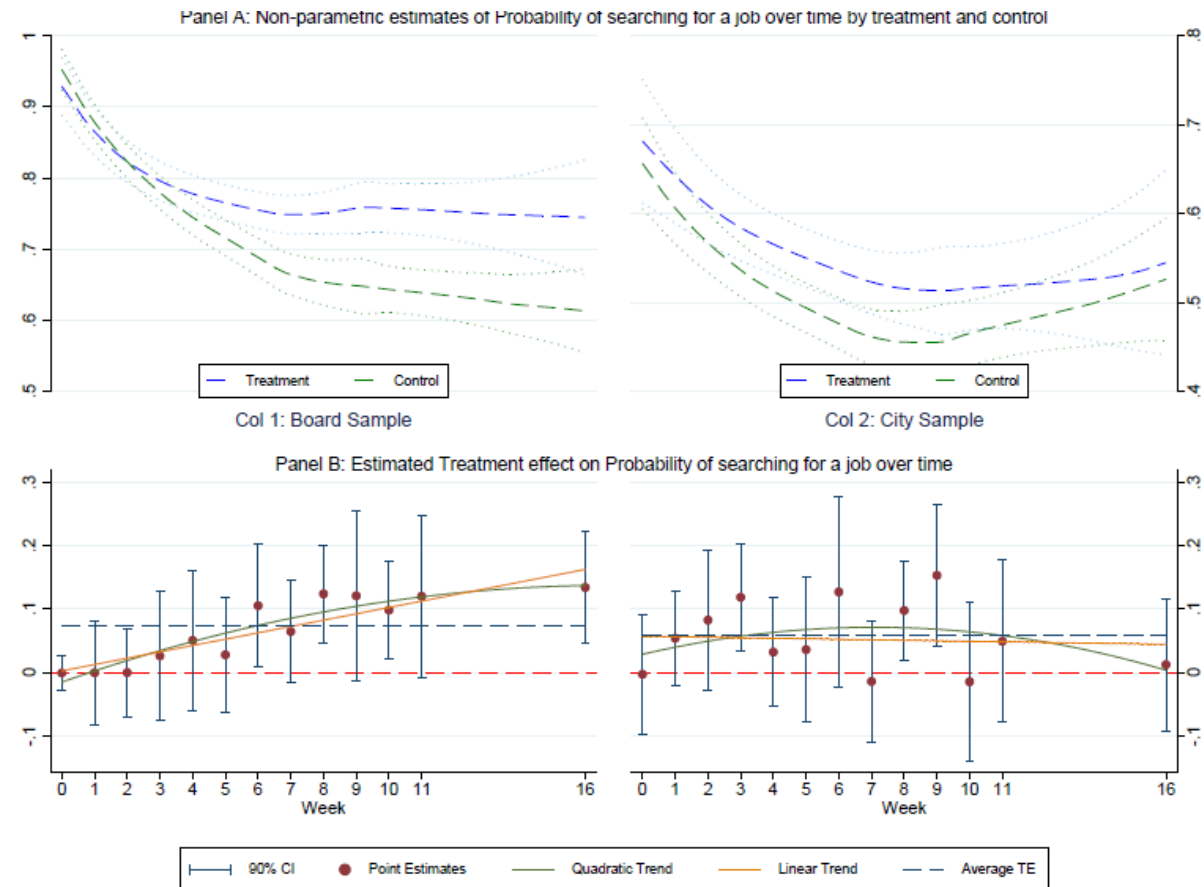 Panel A: Non-parametric estimates of Probability of searching for a job over time by treatment and control
1
.9
.8
.7
.6
.5
Treatment Control
Col 1: Board Sample
.8
.7
.6
.5
.4
Treatment Control
Col 2: City Sample
Panel B: Estimated Treatment effect on Probability of searching for a job over time
.3
.2
.1
0
-.1
0 1 2 3 4 5 6 7 8 9 10 11 16
Week
.3
.2
.1
0
-.1
0 1 2 3 4 5 6 7 8 9 10 11 16
Week
90% CI Point Estimates Quadratic Trend Linear Trend Average TE